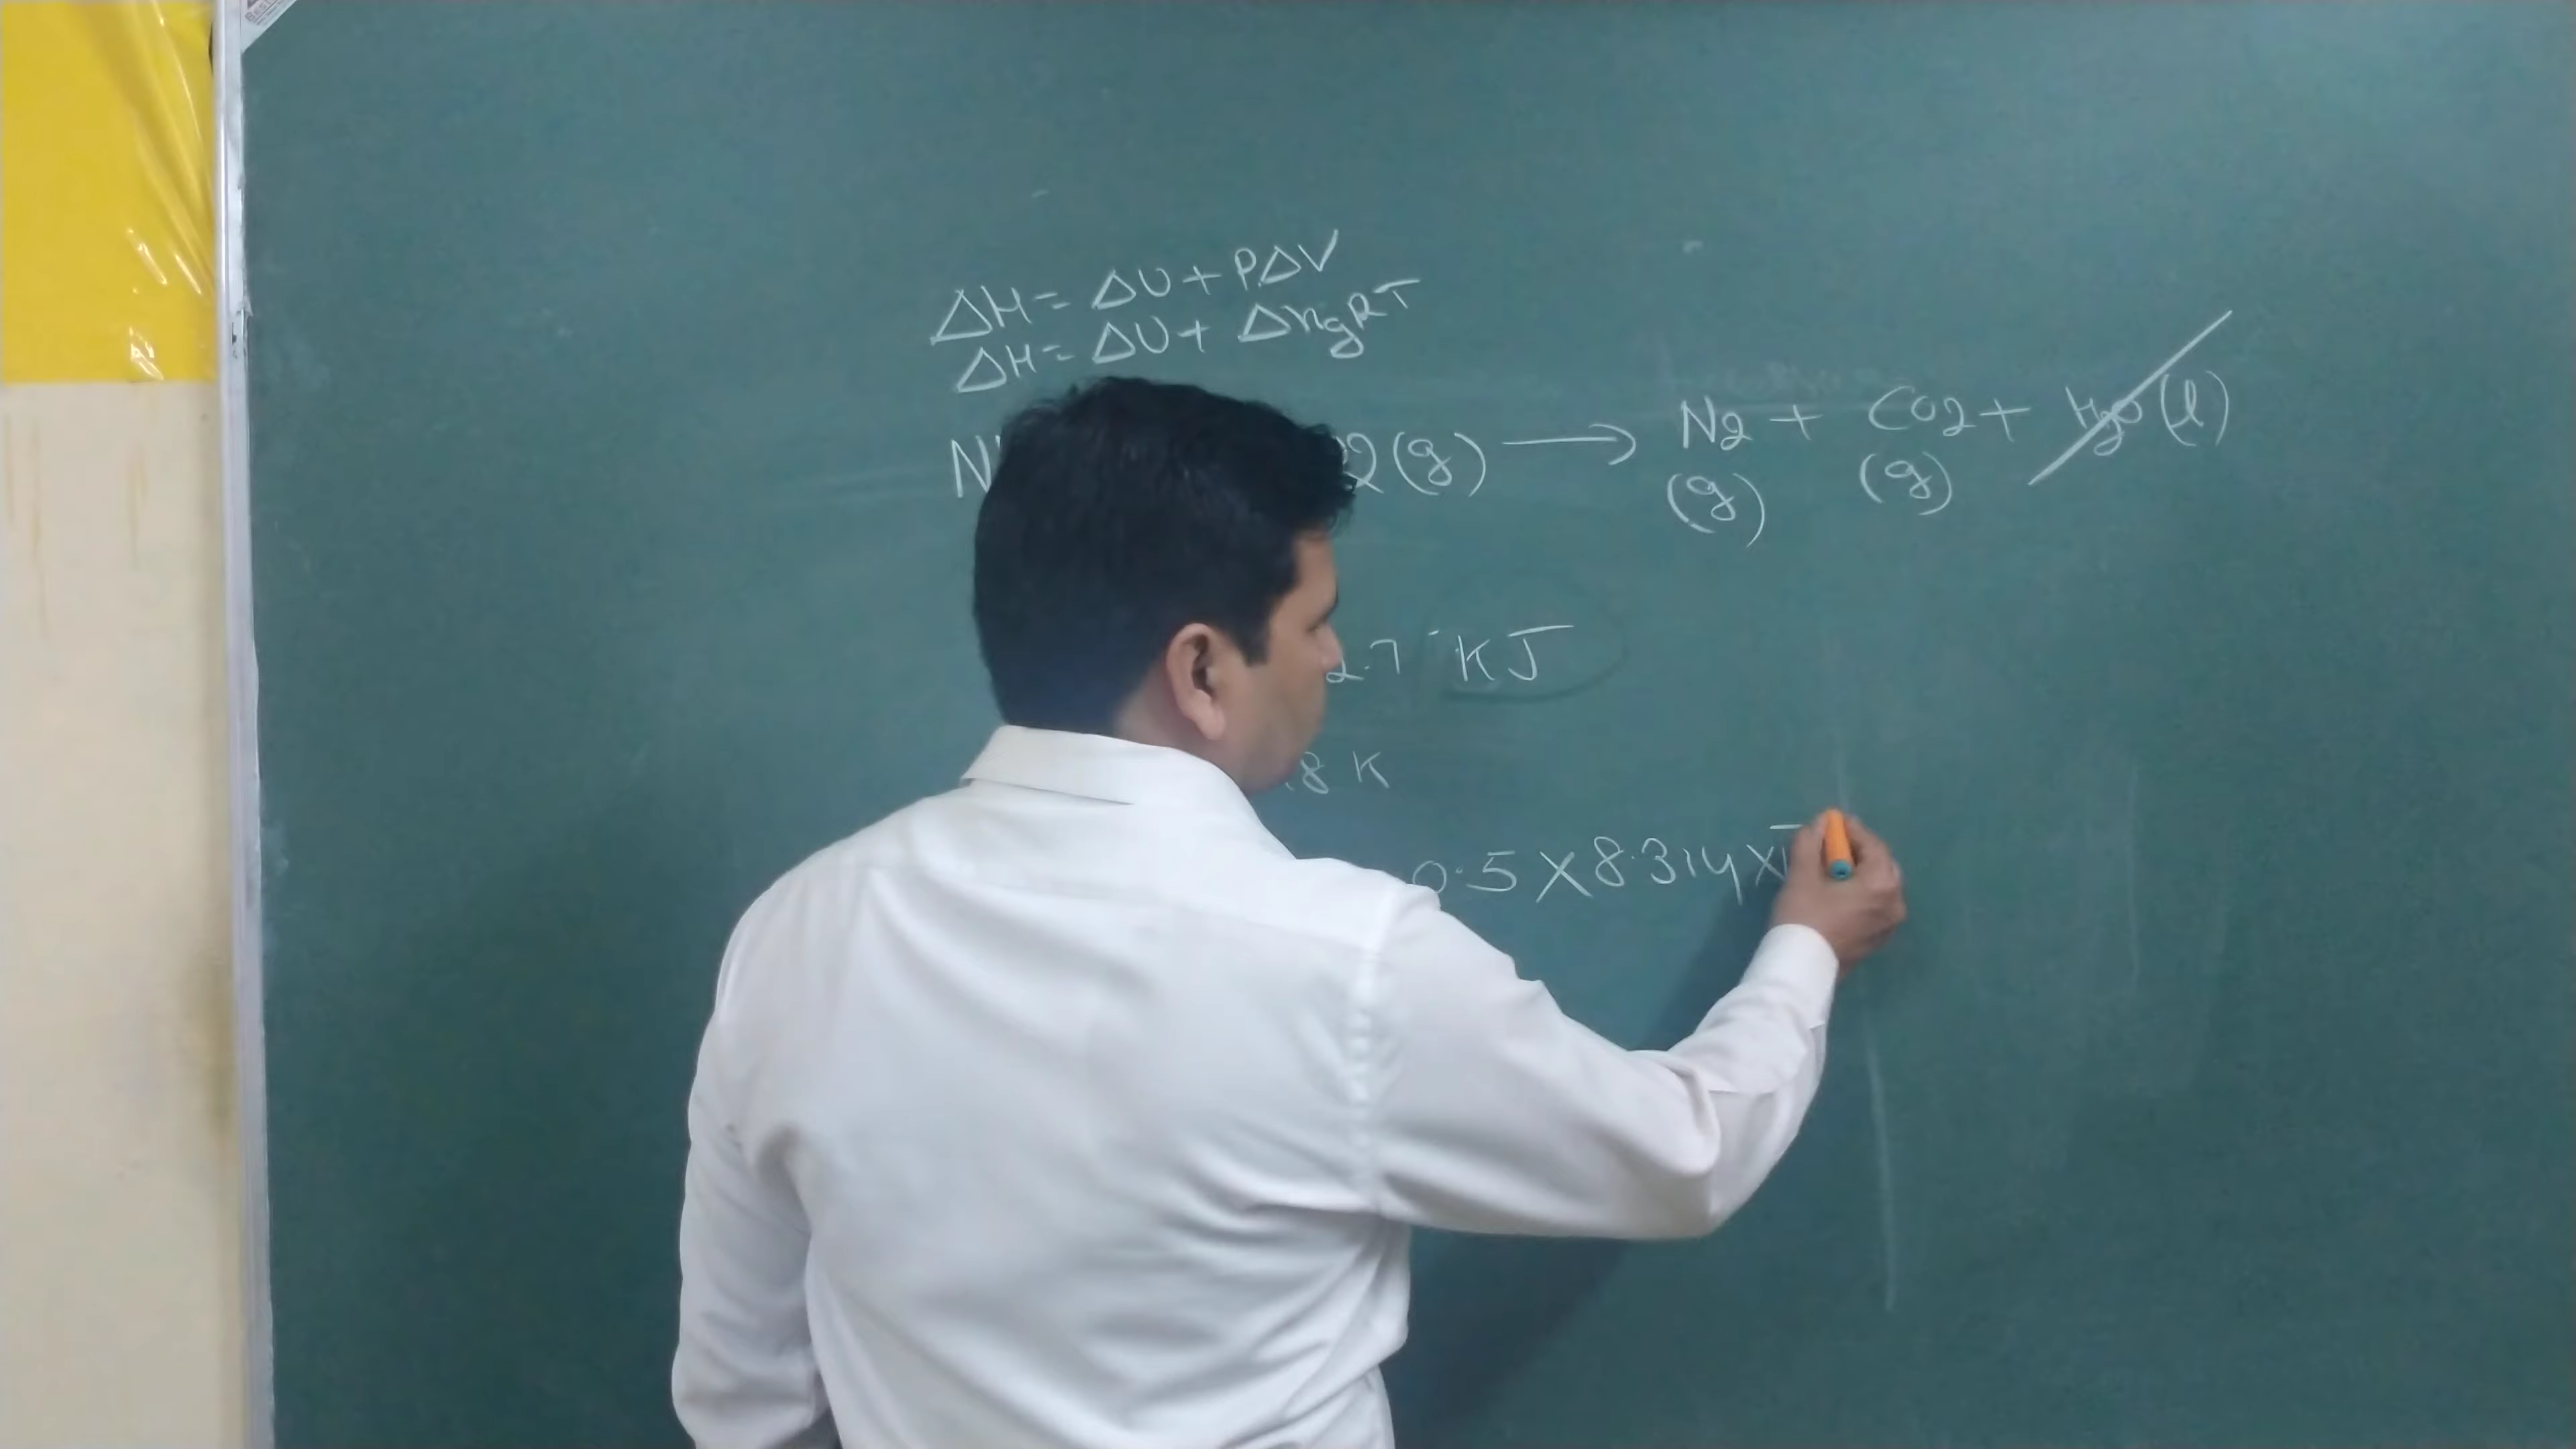 ΔH = ΔU + PΔV
ΔH = ΔU + ΔngRT
2(g) → N2 + CO2 + H2O (l)
(g) (g)
2.7 KJ
.8 K
0.5 X 8.314 X